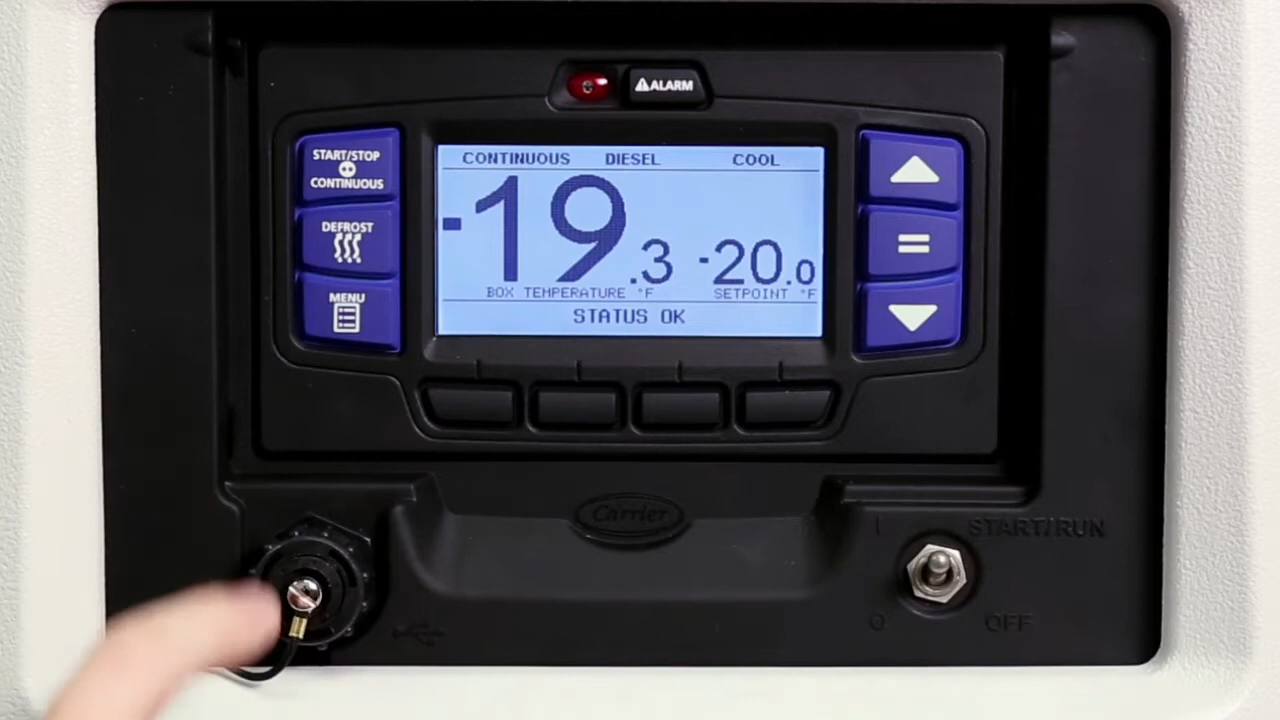 ALARM
START/STOP
CONTINUOUS
DEFROST
MENU
CONTINUOUS DIESEL COOL
-19.3 -20.0
BOX TEMPERATURE °F SETPOINT °F
STATUS OK
=
Carrier
I START/RUN
O OFF